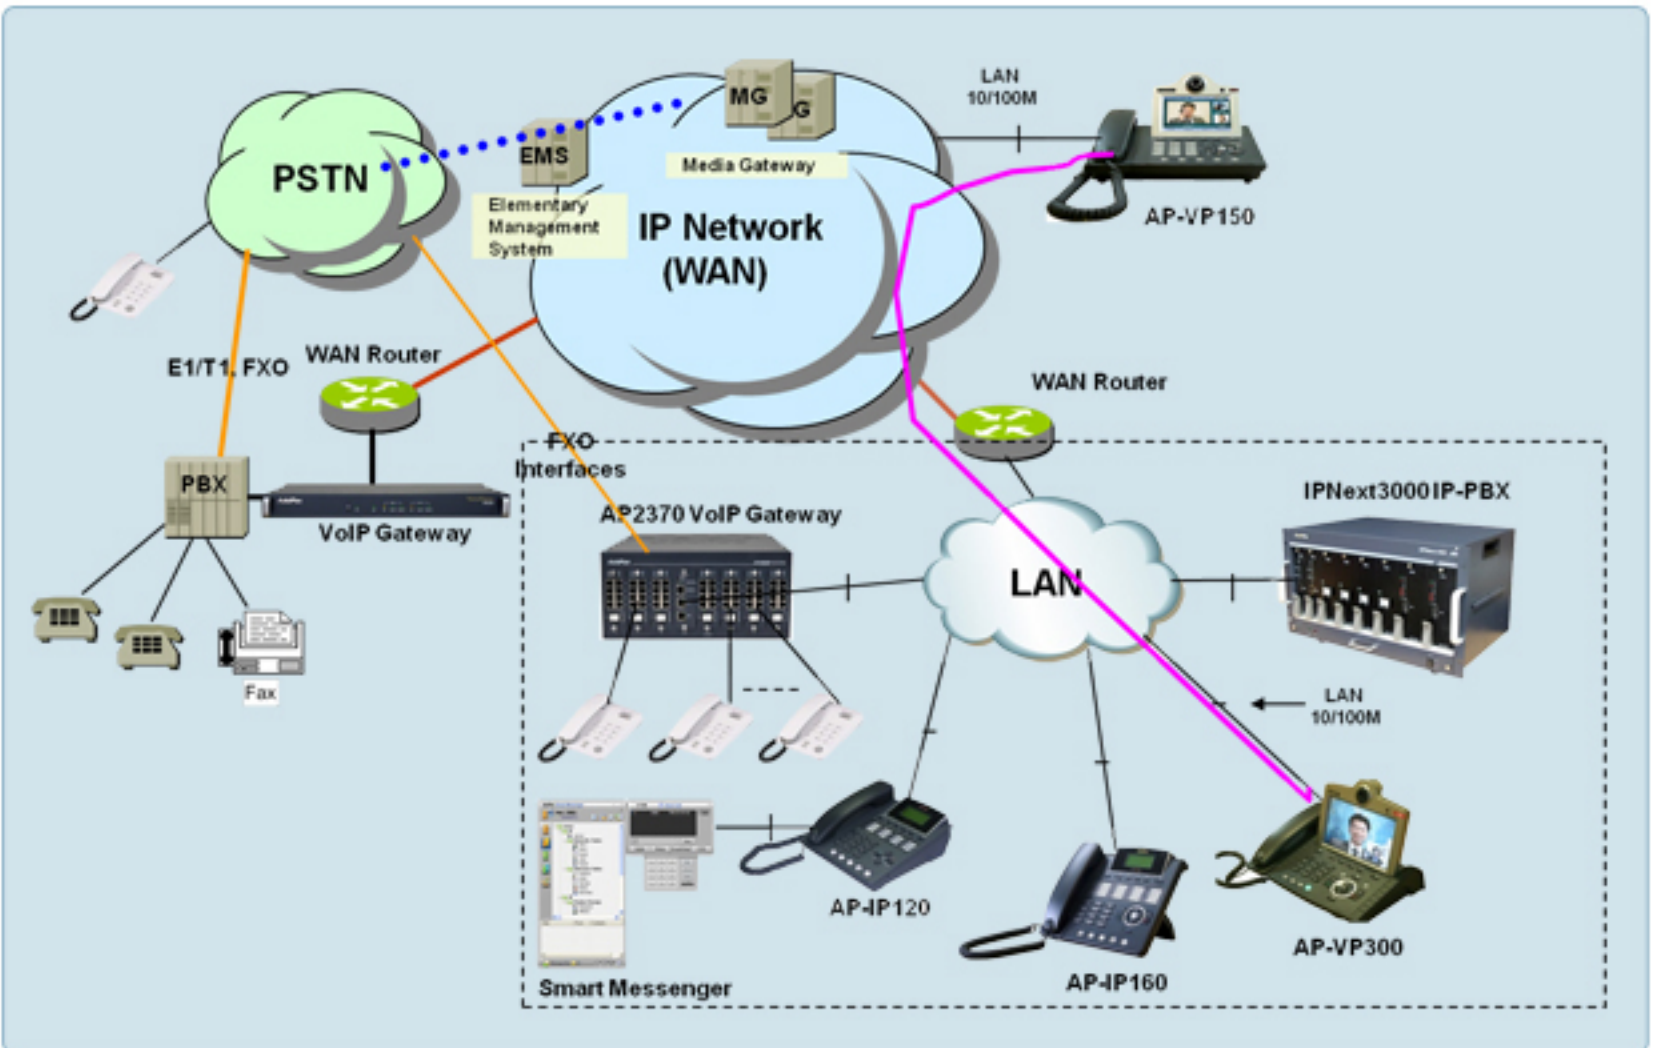 LAN
10/100M
MG
G
EMS
Media Gateway
PSTN
Elementary
Management
System
IP Network
(WAN)
AP-VP150
E1/T1, FXO
WAN Router
WAN Router
FXO
Interfaces
PBX
VoIP Gateway
AP2370 VoIP Gateway
IPNext3000IP-PBX
LAN
Fax
LAN
10/100M
AP-IP120
AP-VP300
AP-IP160
Smart Messenger